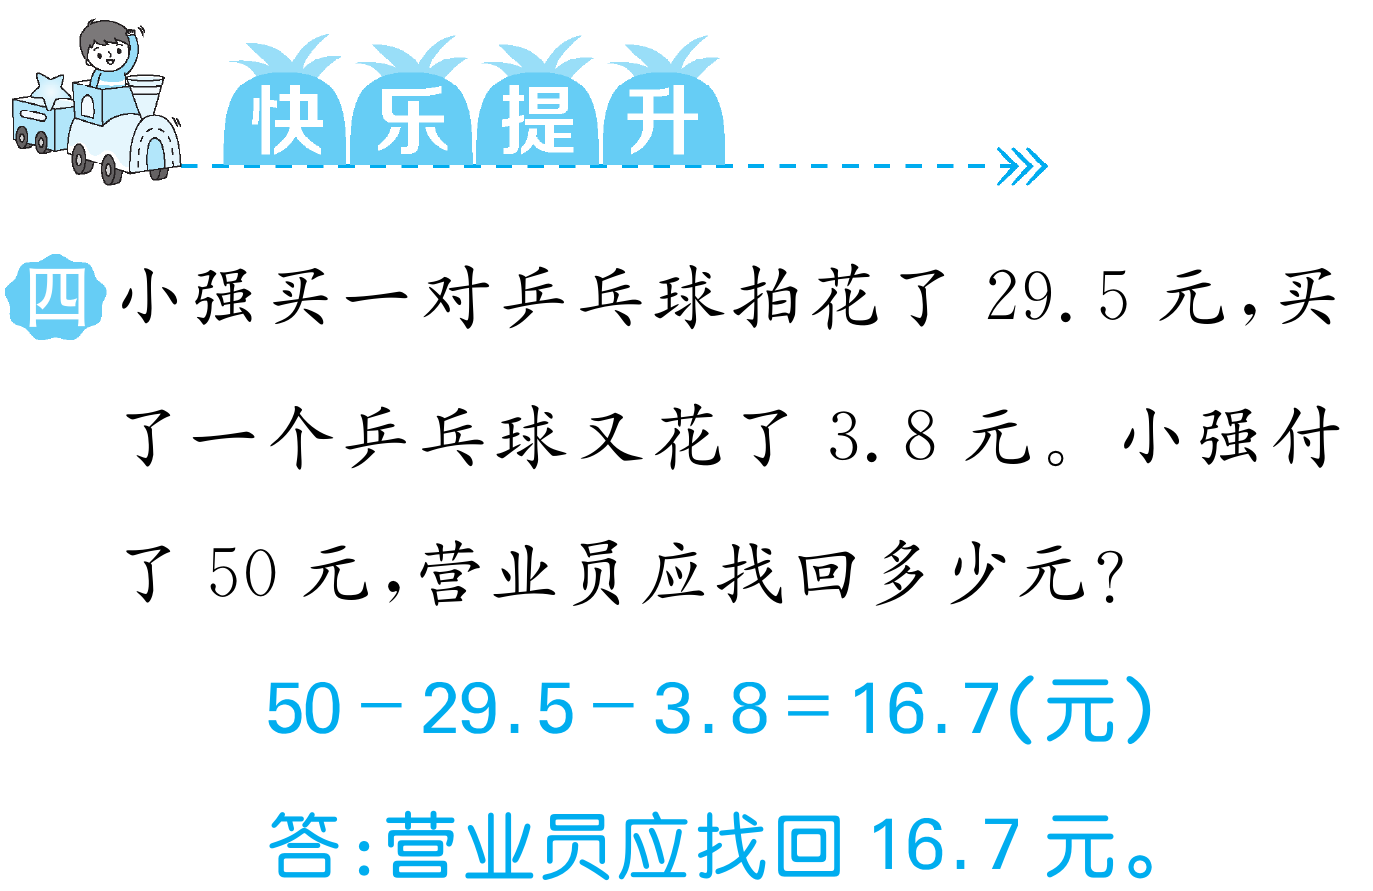 快乐提升
四 小强买一对乒乓球拍花了 29.5 元,买
了一个乒乓球又花了 3.8 元。小强付
了 50 元,营业员应找回多少元?
50-29.5-3.8=16.7(元)
答:营业员应找回 16.7 元。